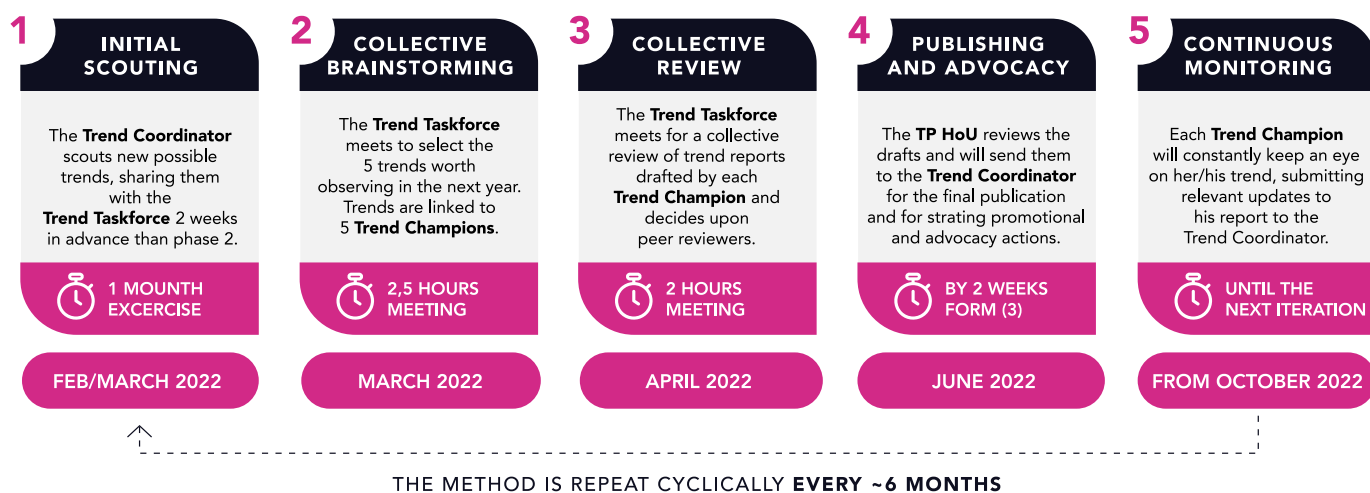 1
INITIAL
SCOUTING
The Trend Coordinator
scouts new possible
trends, sharing them
with the
Trend Taskforce 2 weeks
in advance than phase 2.
1 MOUNTH
EXCERCISE
FEB/MARCH 2022
2
COLLECTIVE
BRAINSTORMING
The Trend Taskforce
meets to select the
5 trends worth
observing in the next year.
Trends are linked to
5 Trend Champions.
2,5 HOURS
MEETING
MARCH 2022
3
COLLECTIVE
REVIEW
The Trend Taskforce
meets for a collective
review of trend reports
drafted by each
Trend Champion and
decides upon
peer reviewers.
2 HOURS
MEETING
APRIL 2022
4
PUBLISHING
AND ADVOCACY
The TP HoU reviews the
drafts and will send them
to the Trend Coordinator
for the final publication
and for strating promotional
and advocacy actions.
BY 2 WEEKS
FORM (3)
JUNE 2022
5
CONTINUOUS
MONITORING
Each Trend Champion
will constantly keep an eye
on her/his trend, submitting
relevant updates to
his report to the
Trend Coordinator.
UNTIL THE
NEXT ITERATION
FROM OCTOBER 2022
THE METHOD IS REPEAT CYCLICALLY EVERY ~6 MONTHS